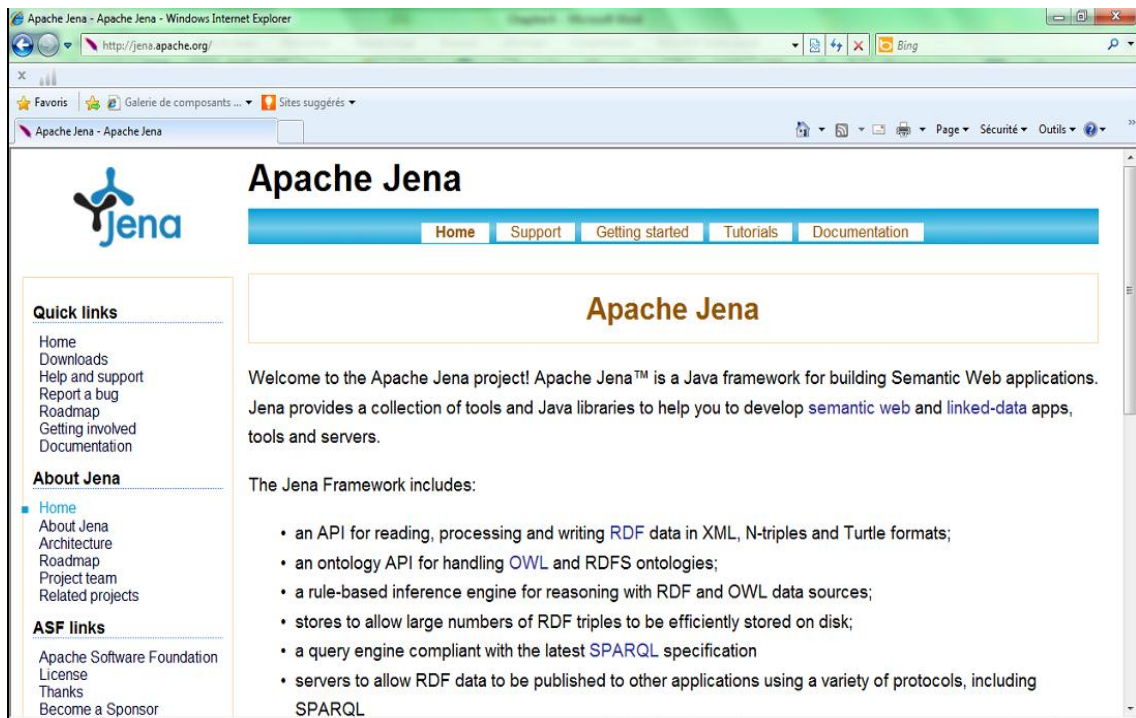 Apache Jena - Apache Jena - Windows Internet Explorer
http://jena.apache.org/
Bing
x
Favoris Galerie de composants ... Sites suggérés
Apache Jena - Apache Jena
Page Sécurité Outils
Jena
Apache Jena
Home Support Getting started Tutorials Documentation
Quick links
Home
Downloads
Help and support
Report a bug
Roadmap
Getting involved
Documentation
About Jena
Home
About Jena
Architecture
Roadmap
Project team
Related projects
ASF links
Apache Software Foundation
License
Thanks
Become a Sponsor
Apache Jena
Welcome to the Apache Jena project! Apache Jena™ is a Java framework for building Semantic Web applications.
Jena provides a collection of tools and Java libraries to help you to develop semantic web and linked-data apps,
tools and servers.
The Jena Framework includes:
• an API for reading, processing and writing RDF data in XML, N-triples and Turtle formats;
• an ontology API for handling OWL and RDFS ontologies;
• a rule-based inference engine for reasoning with RDF and OWL data sources;
• stores to allow large numbers of RDF triples to be efficiently stored on disk;
• a query engine compliant with the latest SPARQL specification
• servers to allow RDF data to be published to other applications using a variety of protocols, including
SPARQL